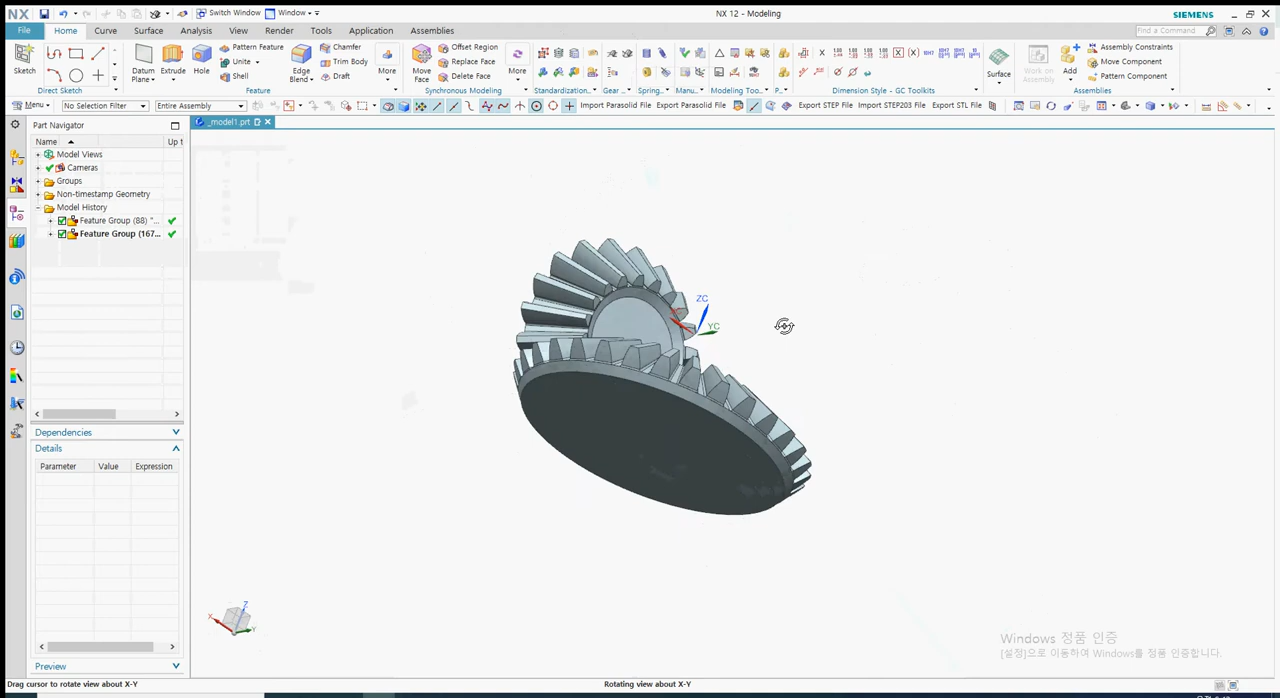 NX
Switch Window
Window
NX 12 - Modeling
SIEMENS
File
Home
Curve
Surface
Analysis
View
Render
Tools
Application
Assemblies
Find a Command
Sketch
Direct Sketch
Datum Plane
Extrude
Hole
Pattern Feature
Unite
Shell
Edge Blend
Chamfer
Trim Body
Draft
More
Feature
Move Face
Offset Region
Replace Face
Delete Face
More
Synchronous Modeling
Standardization...
Gear ...
Spring...
Manu...
Modeling Too...
P...
Dimension Style - GC Toolkits
Surface
Work on Assembly
Add
Assembly Constraints
Move Component
Pattern Component
Assemblies
Menu
No Selection Filter
Entire Assembly
Import Parasolid File
Export Parasolid File
Export STEP File
Import STEP203 File
Export STL File
Part Navigator
_model1.prt
Name
Up t
Model Views
Cameras
Groups
Non-timestamp Geometry
Model History
Feature Group (88) "...
Feature Group (167...
Dependencies
Details
Parameter
Value
Expression
Preview
ZC
YC
X
Y
Z
Windows 정품 인증
[설정]으로 이동하여 Windows를 정품 인증합니다.
Drag cursor to rotate view about X-Y
Rotating view about X-Y